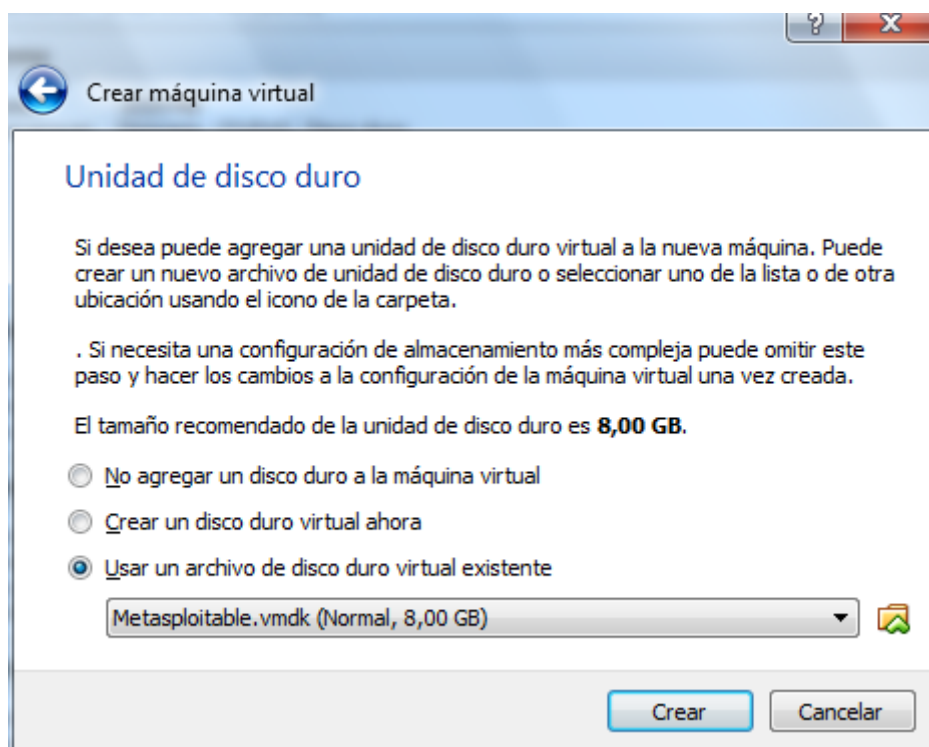 ?
x
Crear máquina virtual
Unidad de disco duro
Si desea puede agregar una unidad de disco duro virtual a la nueva máquina. Puede
crear un nuevo archivo de unidad de disco duro o seleccionar uno de la lista o de otra
ubicación usando el icono de la carpeta.
. Si necesita una configuración de almacenamiento más compleja puede omitir este
paso y hacer los cambios a la configuración de la máquina virtual una vez creada.
El tamaño recomendado de la unidad de disco duro es 8,00 GB.
No agregar un disco duro a la máquina virtual
Crear un disco duro virtual ahora
Usar un archivo de disco duro virtual existente
Metasploitable.vmdk (Normal, 8,00 GB)
Crear
Cancelar